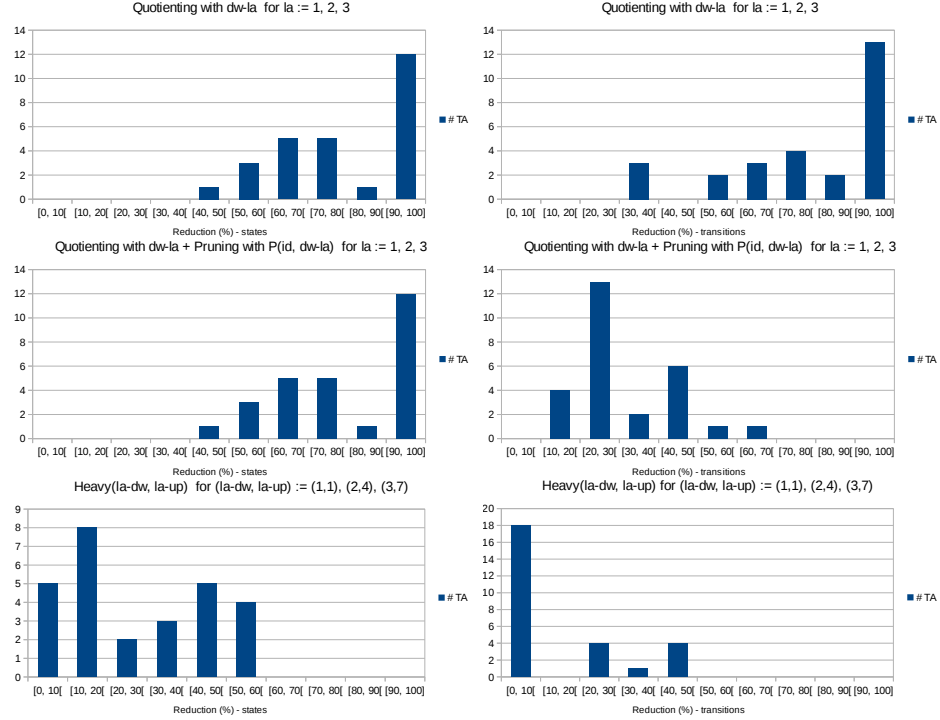 Quotienting with dw-la for la := 1, 2, 3
14
12
10
8
6
4
2
0
[0, 10[ [10, 20[ [20, 30[ [30, 40[ [40, 50[ [50, 60[ [60, 70[ [70, 80[ [80, 90[ [90, 100]
Reduction (%) - states
# TA
Quotienting with dw-la for la := 1, 2, 3
14
12
10
8
6
4
2
0
[0, 10[ [10, 20[ [20, 30[ [30, 40[ [40, 50[ [50, 60[ [60, 70[ [70, 80[ [80, 90[ [90, 100]
Reduction (%) - transitions
# TA
Quotienting with dw-la + Pruning with P(id, dw-la) for la := 1, 2, 3
14
12
10
8
6
4
2
0
[0, 10[ [10, 20[ [20, 30[ [30, 40[ [40, 50[ [50, 60[ [60, 70[ [70, 80[ [80, 90[ [90, 100]
Reduction (%) - states
# TA
Quotienting with dw-la + Pruning with P(id, dw-la) for la := 1, 2, 3
14
12
10
8
6
4
2
0
[0, 10[ [10, 20[ [20, 30[ [30, 40[ [40, 50[ [50, 60[ [60, 70[ [70, 80[ [80, 90[ [90, 100]
Reduction (%) - transitions
# TA
Heavy(la-dw, la-up) for (la-dw, la-up) := (1,1), (2,4), (3,7)
9
8
7
6
5
4
3
2
1
0
[0, 10[ [10, 20[ [20, 30[ [30, 40[ [40, 50[ [50, 60[ [60, 70[ [70, 80[ [80, 90[ [90, 100]
Reduction (%) - states
# TA
Heavy(la-dw, la-up) for (la-dw, la-up) := (1,1), (2,4), (3,7)
20
18
16
14
12
10
8
6
4
2
0
[0, 10[ [10, 20[ [20, 30[ [30, 40[ [40, 50[ [50, 60[ [60, 70[ [70, 80[ [80, 90[ [90, 100]
Reduction (%) - transitions
# TA